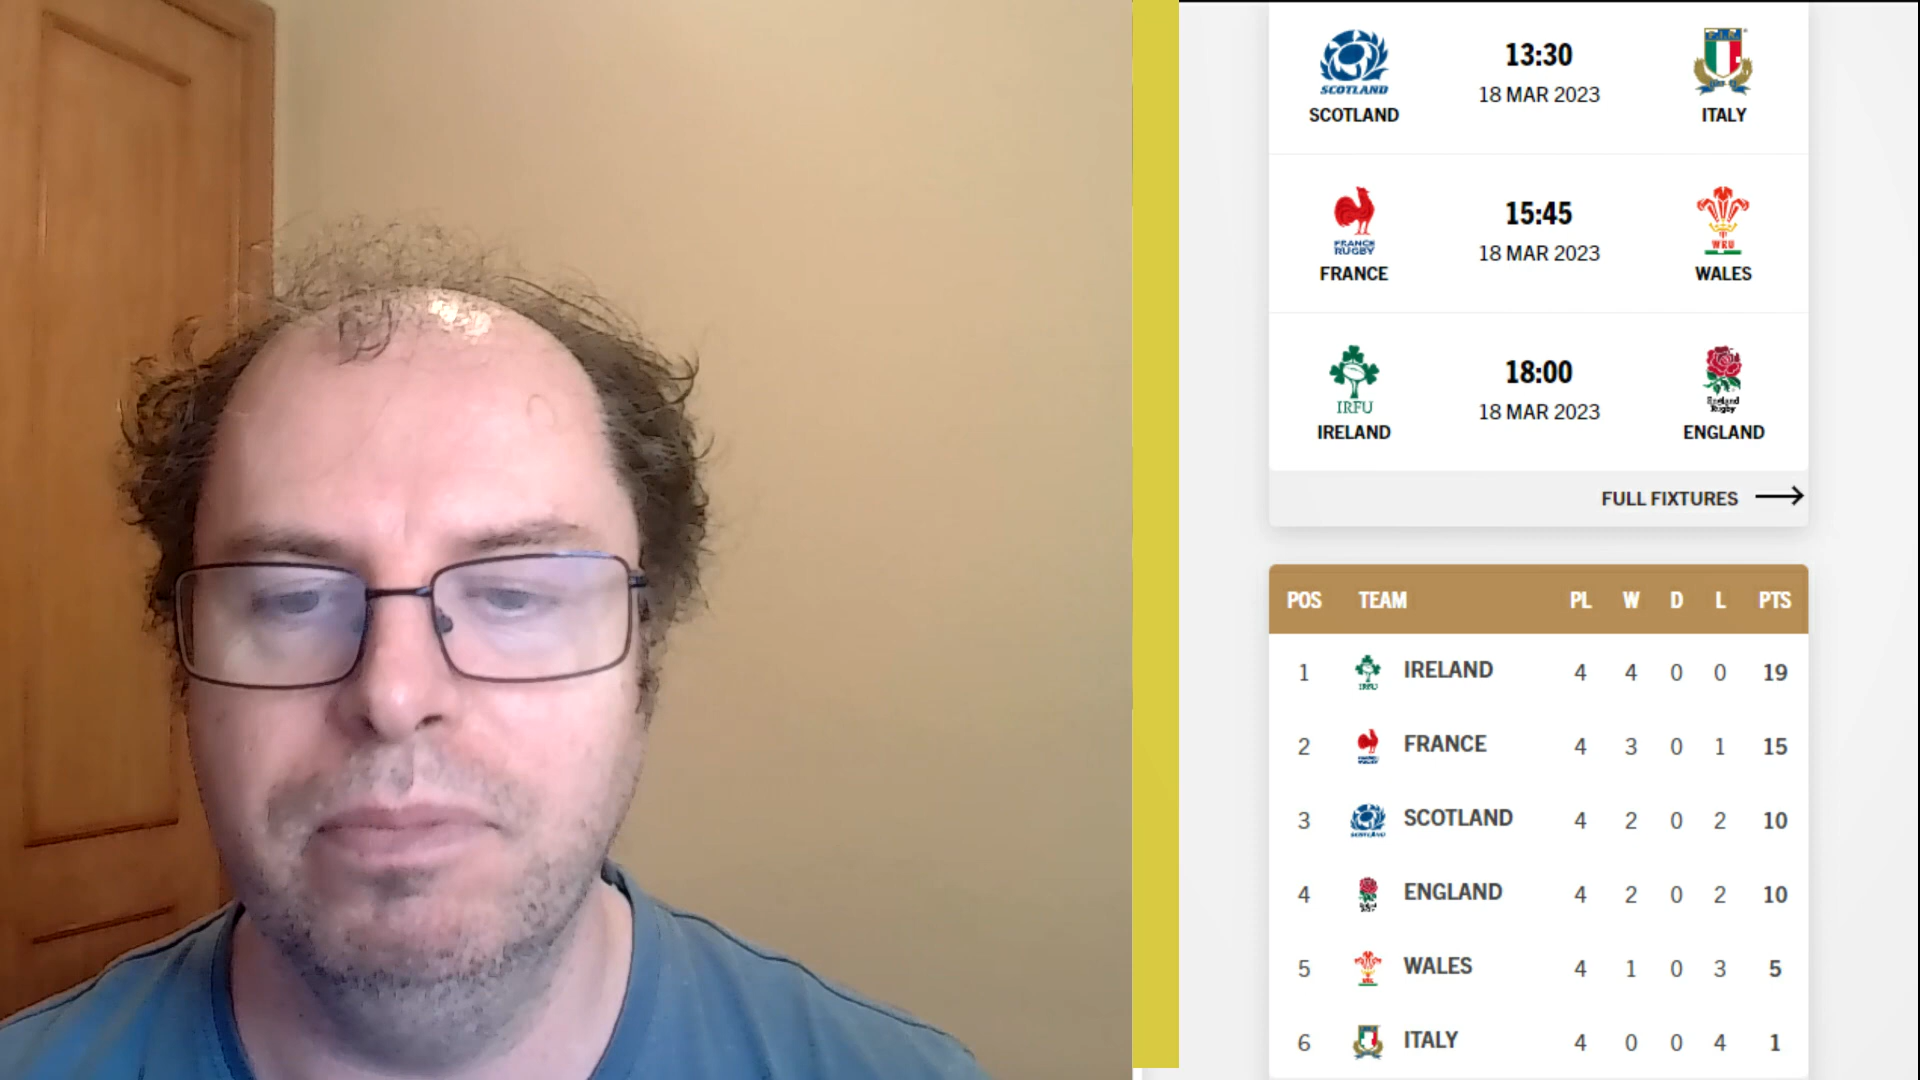 SCOTLAND
SCOTLAND
13:30
18 MAR 2023
ITALY
FRANCE
RUGBY
FRANCE
15:45
18 MAR 2023
WRU
WALES
IRFU
IRELAND
18:00
18 MAR 2023
England
Rugby
ENGLAND
FULL FIXTURES
POS TEAM PL W D L PTS
1 IRELAND 4 4 0 0 19
2 FRANCE 4 3 0 1 15
3 SCOTLAND 4 2 0 2 10
4 ENGLAND 4 2 0 2 10
5 WALES 4 1 0 3 5
6 ITALY 4 0 0 4 1